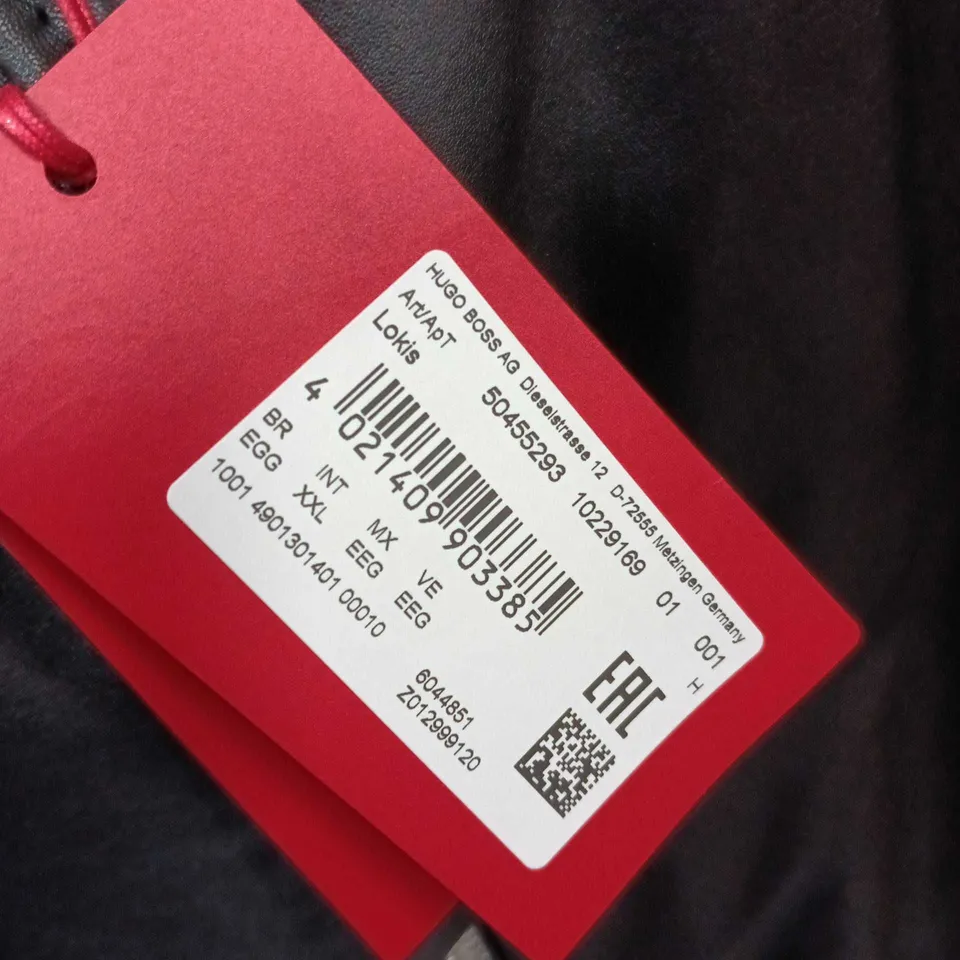 HUGO BOSS AG Dieselstrasse 12 D-72555 Metzingen Germany
Art/ApT 50455293 10229169 01 001
Lokis H
4 021409 903385
BR INT MX VE
EGG XXL EEG EEG
1001 4901301401 00010
EAC
6044851
Z012999120